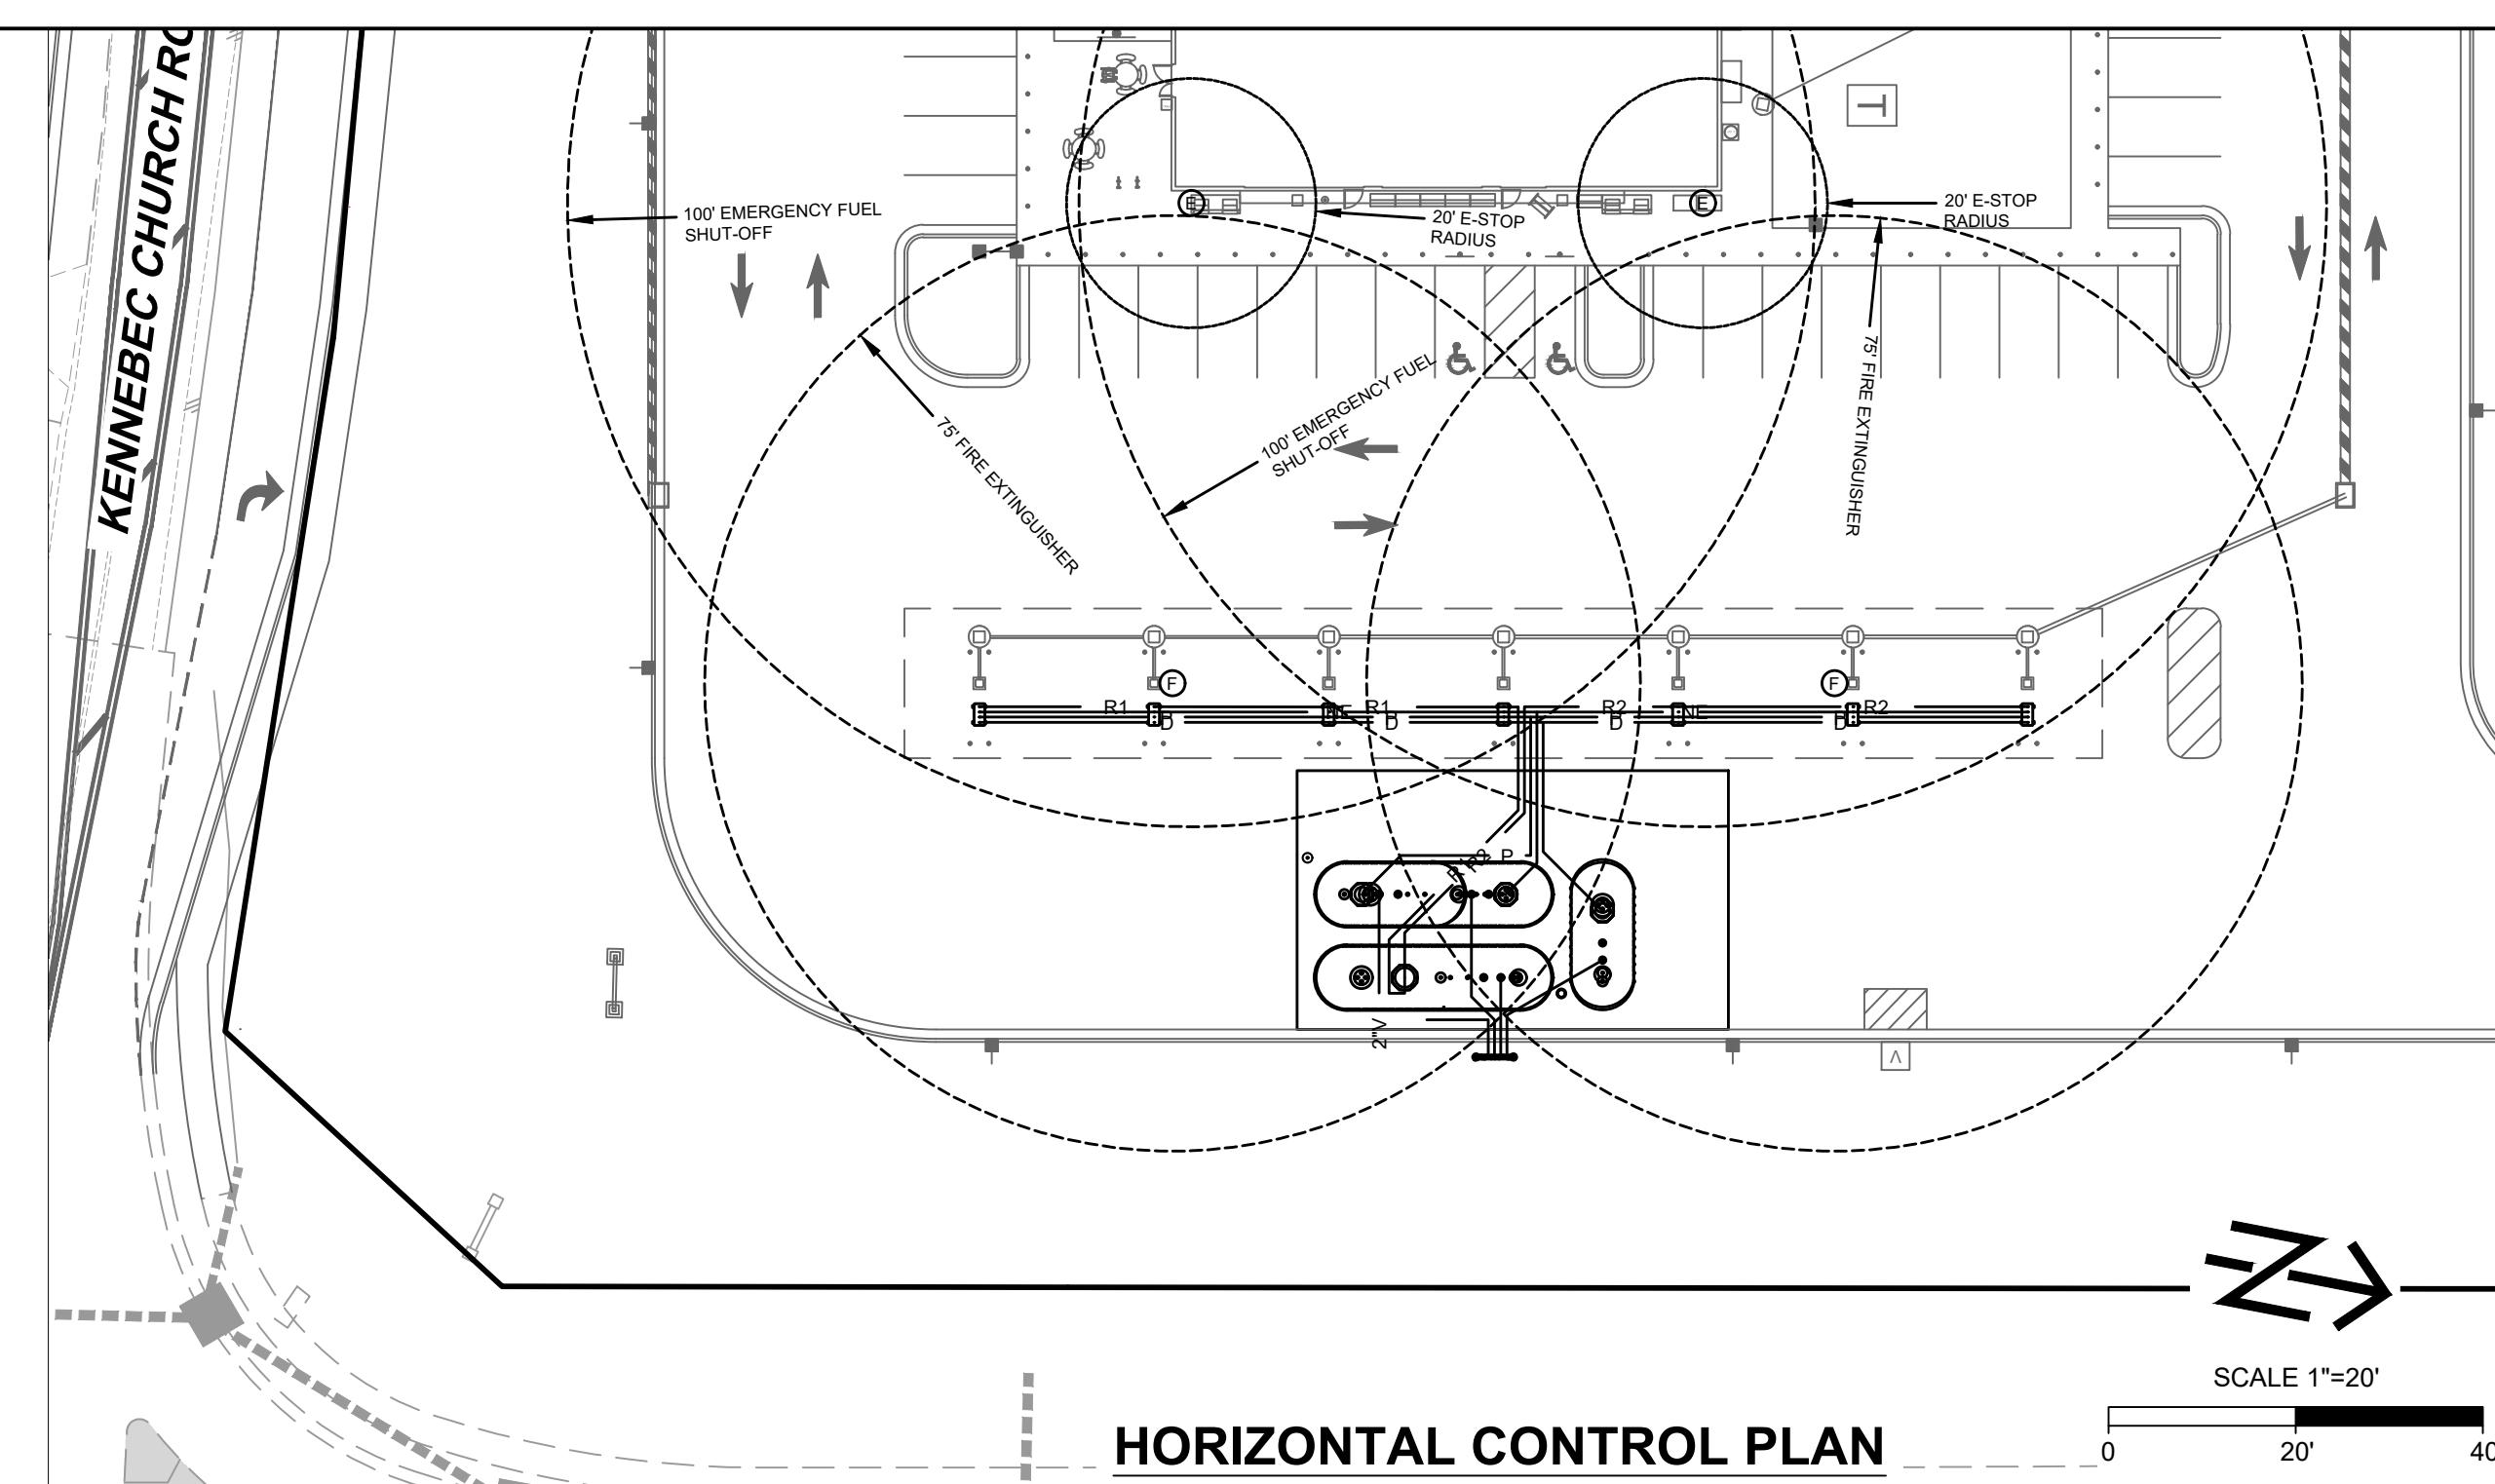 KENNEBEC CHURCH RO
T
E
E
100' EMERGENCY FUEL
SHUT-OFF
20' E-STOP
RADIUS
20' E-STOP
RADIUS
75' FIRE EXTINGUISHER
100' EMERGENCY FUEL
SHUT-OFF
75' FIRE EXTINGUISHER
F
F
R1
R1
R2
R2
D
D
D
D
NE
R2
P
2"V
V
SCALE 1"=20'
0
20'
40
HORIZONTAL CONTROL PLAN